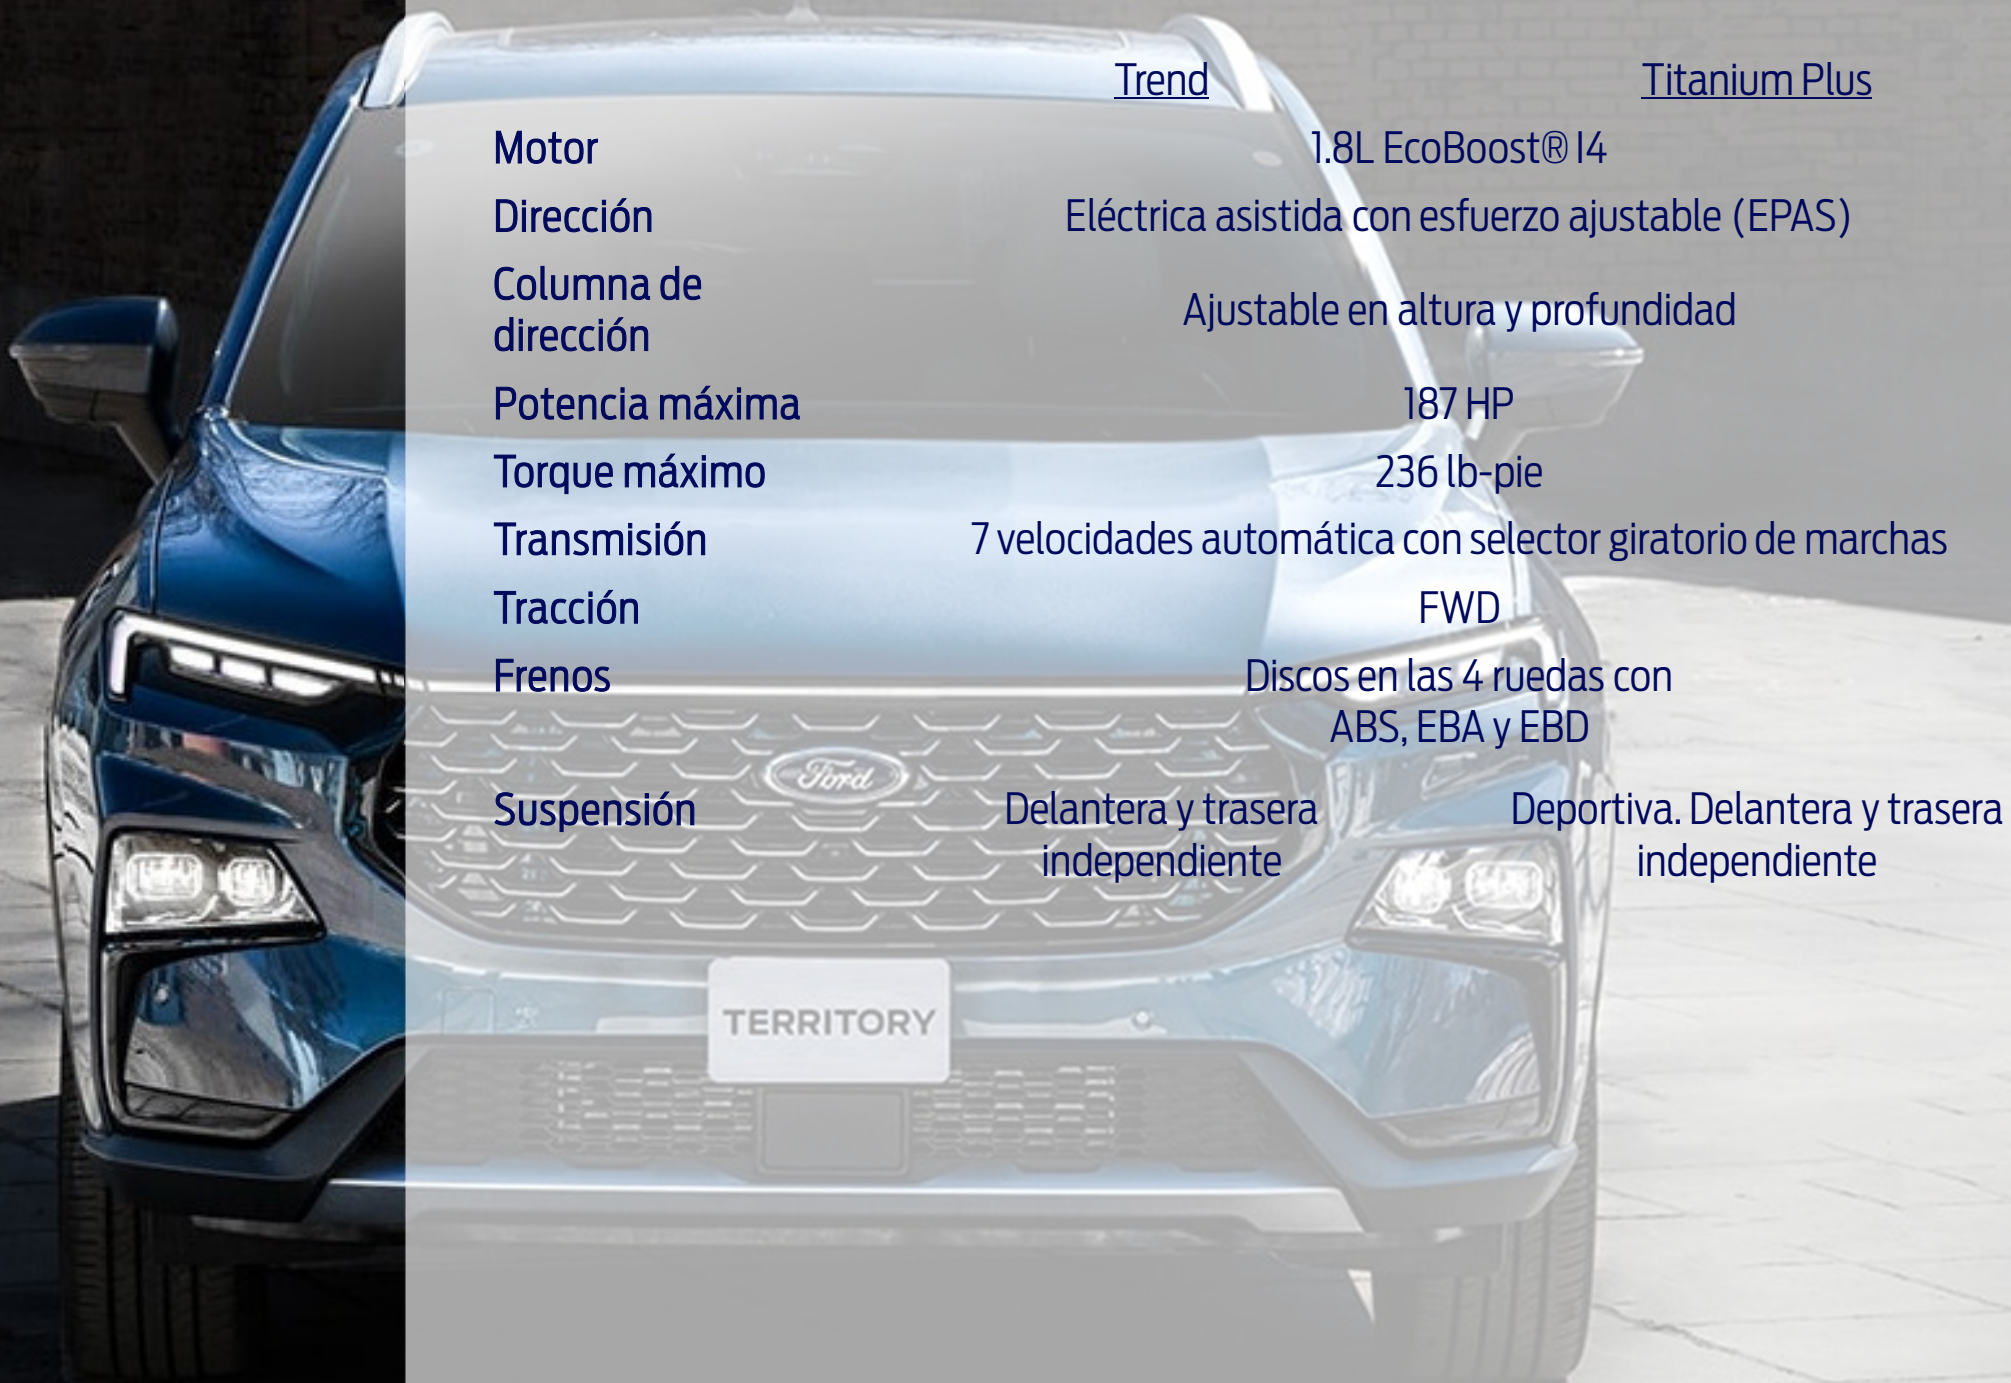 Trend Titanium Plus
Motor 1.8L EcoBoost® I4
Dirección Eléctrica asistida con esfuerzo ajustable (EPAS)
Columna de
dirección Ajustable en altura y profundidad
Potencia máxima 187 HP
Torque máximo 236 lb-pie
Transmisión 7 velocidades automática con selector giratorio de marchas
Tracción FWD
Frenos Discos en las 4 ruedas con
ABS, EBA y EBD
Suspensión Delantera y trasera Deportiva. Delantera y trasera
independiente independiente
Ford
TERRITORY